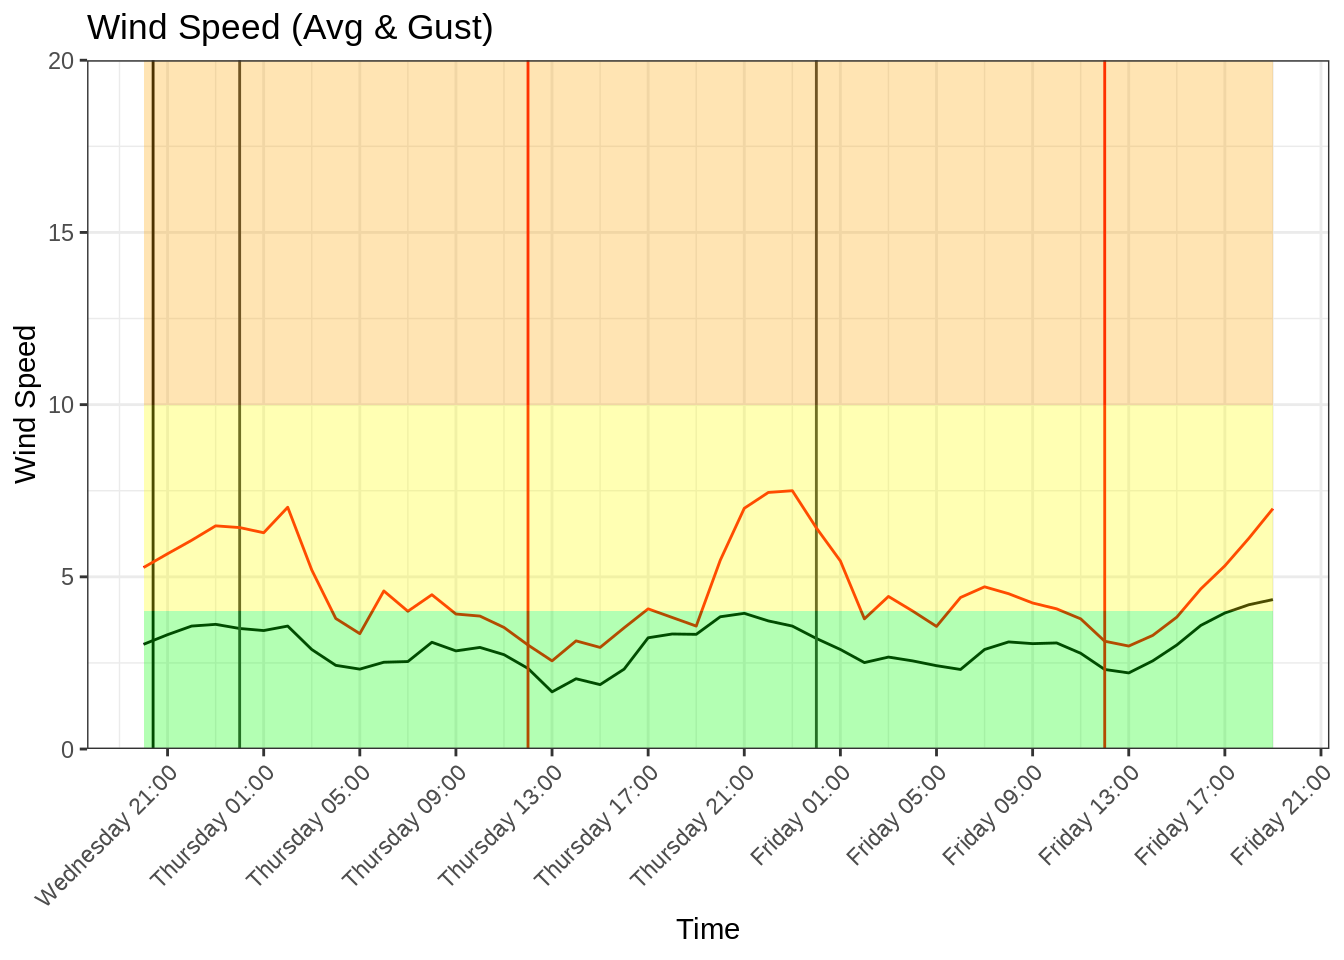 Wind Speed (Avg & Gust)
20
15
10
5
0
Wind Speed
Wednesday 21:00
Thursday 01:00
Thursday 05:00
Thursday 09:00
Thursday 13:00
Thursday 17:00
Thursday 21:00
Friday 01:00
Friday 05:00
Friday 09:00
Friday 13:00
Friday 17:00
Friday 21:00
Time